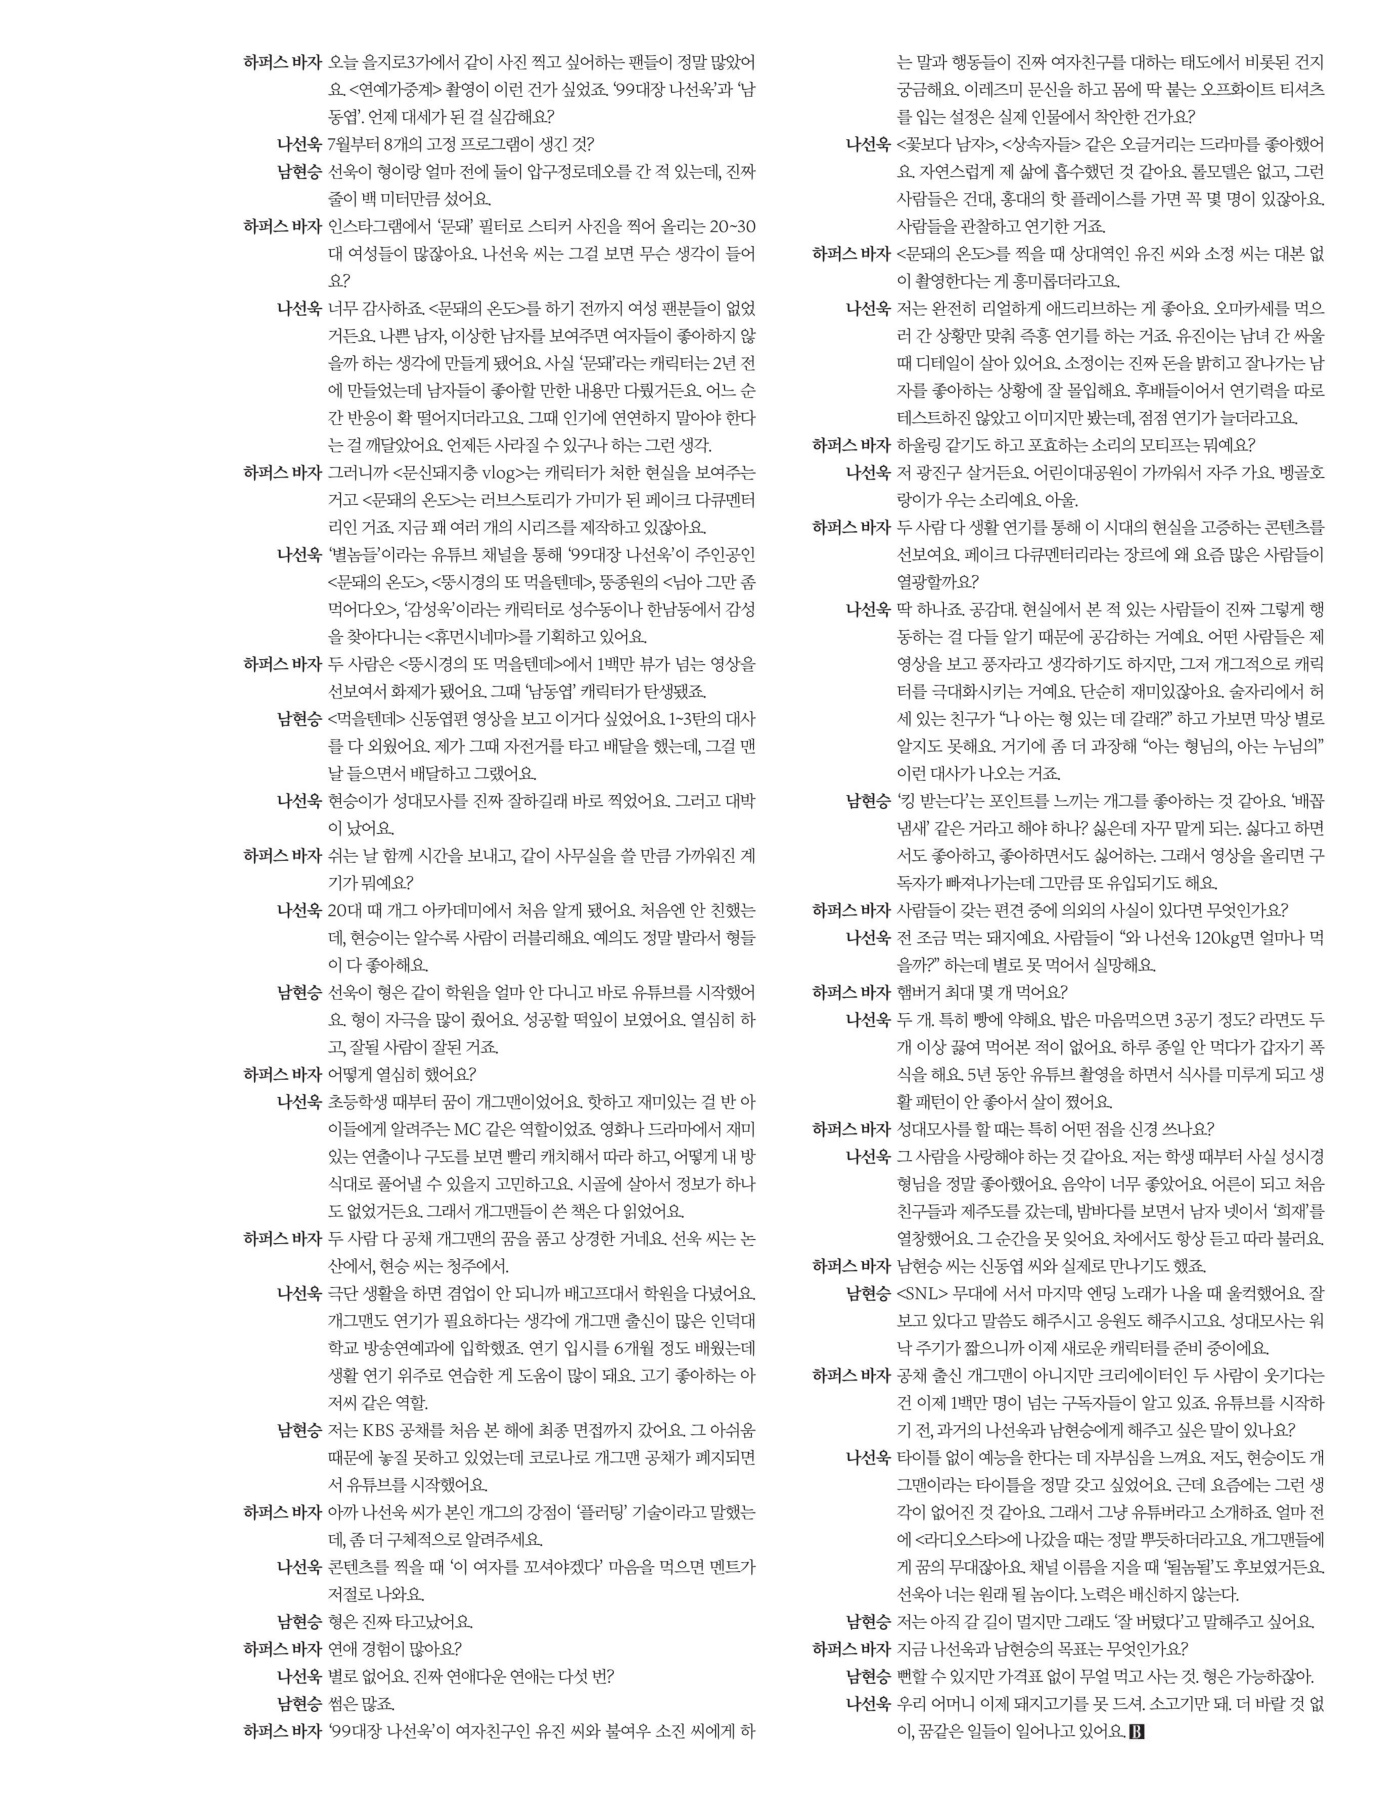 하퍼스 바자 오늘 을지로3가에서 같이 사진 찍고 싶어하는 팬들이 정말 많았어
요. <연예가중계> 촬영이 이런 건가 싶었죠. ‘99대장 나선욱’과 ‘남
동엽’. 언제 대세가 된 걸 실감해요?
나선욱 7월부터 8개의 고정 프로그램이 생긴 것?
남현승 선욱이 형이랑 얼마 전에 둘이 압구정로데오를 간 적 있는데, 진짜
줄이 백 미터만큼 섰어요.
하퍼스 바자 인스타그램에서 ‘문돼’ 필터로 스티커 사진을 찍어 올리는 20~30
대 여성들이 많잖아요. 나선욱 씨는 그걸 보면 무슨 생각이 들어
요?
나선욱 너무 감사하죠. <문돼의 온도>를 하기 전까지 여성 팬분들이 없었
거든요. 나쁜 남자, 이상한 남자를 보여주면 여자들이 좋아하지 않
을까 하는 생각에 만들게 됐어요. 사실 ‘문돼’라는 캐릭터는 2년 전
에 만들었는데 남자들이 좋아할 만한 내용만 다뤘거든요. 어느 순
간 반응이 확 떨어지더라고요. 그때 인기에 연연하지 말아야 한다
는 걸 깨달았어요. 언제든 사라질 수 있구나 하는 그런 생각.
하퍼스 바자 그러니까 <문신돼지충 vlog>는 캐릭터가 처한 현실을 보여주는
거고 <문돼의 온도>는 러브스토리가 가미가 된 페이크 다큐멘터
리인 거죠. 지금 꽤 여러 개의 시리즈를 제작하고 있잖아요.
나선욱 ‘별놈들’이라는 유튜브 채널을 통해 ‘99대장 나선욱’이 주인공인
<문돼의 온도>, <뚱시경의 또 먹을텐데>, 뚱종원의 <님아 그만 좀
먹어다오>, ‘감성욱’이라는 캐릭터로 성수동이나 한남동에서 감성
을 찾아다니는 <휴먼시네마>를 기획하고 있어요.
하퍼스 바자 두 사람은 <뚱시경의 또 먹을텐데>에서 1백만 뷰가 넘는 영상을
선보여서 화제가 됐어요. 그때 ‘남동엽’ 캐릭터가 탄생됐죠.
남현승 <먹을텐데> 신동엽편 영상을 보고 이거다 싶었어요. 1~3탄의 대사
를 다 외웠어요. 제가 그때 자전거를 타고 배달을 했는데, 그걸 맨
날 들으면서 배달하고 그랬어요.
나선욱 현승이가 성대모사를 진짜 잘하길래 바로 찍었어요. 그러고 대박
이 났어요.
하퍼스 바자 쉬는 날 함께 시간을 보내고, 같이 사무실을 쓸 만큼 가까워진 계
기가 뭐예요?
나선욱 20대 때 개그 아카데미에서 처음 알게 됐어요. 처음엔 안 친했는
데, 현승이는 알수록 사람이 러블리해요. 예의도 정말 발라서 형들
이 다 좋아해요.
남현승 선욱이 형은 같이 학원을 얼마 안 다니고 바로 유튜브를 시작했어
요. 형이 자극을 많이 줬어요. 성공할 떡잎이 보였어요. 열심히 하
고, 잘될 사람이 잘된 거죠.
하퍼스 바자 어떻게 열심히 했어요?
나선욱 초등학생 때부터 꿈이 개그맨이었어요. 핫하고 재미있는 걸 반 아
이들에게 알려주는 MC 같은 역할이었죠. 영화나 드라마에서 재미
있는 연출이나 구도를 보면 빨리 캐치해서 따라 하고, 어떻게 내 방
식대로 풀어낼 수 있을지 고민하고요. 시골에 살아서 정보가 하나
도 없었거든요. 그래서 개그맨들이 쓴 책은 다 읽었어요.
하퍼스 바자 두 사람 다 공채 개그맨의 꿈을 품고 상경한 거네요. 선욱 씨는 논
산에서, 현승 씨는 청주에서.
나선욱 극단 생활을 하면 겸업이 안 되니까 배고프대서 학원을 다녔어요.
개그맨도 연기가 필요하다는 생각에 개그맨 출신이 많은 인덕대
학교 방송연예과에 입학했죠. 연기 입시를 6개월 정도 배웠는데
생활 연기 위주로 연습한 게 도움이 많이 돼요. 고기 좋아하는 아
저씨 같은 역할.
남현승 저는 KBS 공채를 처음 본 해에 최종 면접까지 갔어요. 그 아쉬움
때문에 놓질 못하고 있었는데 코로나로 개그맨 공채가 폐지되면
서 유튜브를 시작했어요.
하퍼스 바자 아까 나선욱 씨가 본인 개그의 강점이 ‘플러팅’ 기술이라고 말했는
데, 좀 더 구체적으로 알려주세요.
나선욱 콘텐츠를 찍을 때 ‘이 여자를 꼬셔야겠다’ 마음을 먹으면 멘트가
저절로 나와요.
남현승 형은 진짜 타고났어요.
하퍼스 바자 연애 경험이 많아요?
나선욱 별로 없어요. 진짜 연애다운 연애는 다섯 번?
남현승 썸은 많죠.
하퍼스 바자 ‘99대장 나선욱’이 여자친구인 유진 씨와 불여우 소진 씨에게 하
는 말과 행동들이 진짜 여자친구를 대하는 태도에서 비롯된 건지
궁금해요. 이레즈미 문신을 하고 몸에 딱 붙는 오프화이트 티셔츠
를 입는 설정은 실제 인물에서 착안한 건가요?
나선욱 <꽃보다 남자>, <상속자들> 같은 오글거리는 드라마를 좋아했어
요. 자연스럽게 제 삶에 흡수했던 것 같아요. 롤모델은 없고, 그런
사람들은 건대, 홍대의 핫 플레이스를 가면 꼭 몇 명이 있잖아요.
사람들을 관찰하고 연기한 거죠.
하퍼스 바자 <문돼의 온도>를 찍을 때 상대역인 유진 씨와 소정 씨는 대본 없
이 촬영한다는 게 흥미롭더라고요.
나선욱 저는 완전히 리얼하게 애드리브하는 게 좋아요. 오마카세를 먹으
러 간 상황만 맞춰 즉흥 연기를 하는 거죠. 유진이는 남녀 간 싸울
때 디테일이 살아 있어요. 소정이는 진짜 돈을 밝히고 잘나가는 남
자를 좋아하는 상황에 잘 몰입해요. 후배들이어서 연기력을 따로
테스트하진 않았고 이미지만 봤는데, 점점 연기가 늘더라고요.
하퍼스 바자 하울링 같기도 하고 포효하는 소리의 모티프는 뭐예요?
나선욱 저 광진구 살거든요. 어린이대공원이 가까워서 자주 가요. 벵골호
랑이가 우는 소리예요. 아울.
하퍼스 바자 두 사람 다 생활 연기를 통해 이 시대의 현실을 고증하는 콘텐츠를
선보여요. 페이크 다큐멘터리라는 장르에 왜 요즘 많은 사람들이
열광할까요?
나선욱 딱 하나죠. 공감대. 현실에서 본 적 있는 사람들이 진짜 그렇게 행
동하는 걸 다들 알기 때문에 공감하는 거예요. 어떤 사람들은 제
영상을 보고 풍자라고 생각하기도 하지만, 그저 개그적으로 캐릭
터를 극대화시키는 거예요. 단순히 재미있잖아요. 술자리에서 허
세 있는 친구가 “나 아는 형 있는 데 갈래?” 하고 가보면 막상 별로
알지도 못해요. 거기에 좀 더 과장해 “아는 형님의, 아는 누님의”
이런 대사가 나오는 거죠.
남현승 ‘킹 받는다’는 포인트를 느끼는 개그를 좋아하는 것 같아요. ‘배꼽
냄새’ 같은 거라고 해야 하나? 싫은데 자꾸 맡게 되는. 싫다고 하면
서도 좋아하고, 좋아하면서도 싫어하는. 그래서 영상을 올리면 구
독자가 빠져나가는데 그만큼 또 유입되기도 해요.
하퍼스 바자 사람들이 갖는 편견 중에 의외의 사실이 있다면 무엇인가요?
나선욱 전 조금 먹는 돼지예요. 사람들이 “와 나선욱 120kg면 얼마나 먹
을까?” 하는데 별로 못 먹어서 실망해요.
하퍼스 바자 햄버거 최대 몇 개 먹어요?
나선욱 두 개. 특히 빵에 약해요. 밥은 마음먹으면 3공기 정도? 라면도 두
개 이상 끓여 먹어본 적이 없어요. 하루 종일 안 먹다가 갑자기 폭
식을 해요. 5년 동안 유튜브 촬영을 하면서 식사를 미루게 되고 생
활 패턴이 안 좋아서 살이 쪘어요.
하퍼스 바자 성대모사를 할 때는 특히 어떤 점을 신경 쓰나요?
나선욱 그 사람을 사랑해야 하는 것 같아요. 저는 학생 때부터 사실 성시경
형님을 정말 좋아했어요. 음악이 너무 좋았어요. 어른이 되고 처음
친구들과 제주도를 갔는데, 밤바다를 보면서 남자 넷이서 ‘희재’를
열창했어요. 그 순간을 못 잊어요. 차에서도 항상 듣고 따라 불러요.
하퍼스 바자 남현승 씨는 신동엽 씨와 실제로 만나기도 했죠.
남현승 <SNL> 무대에 서서 마지막 엔딩 노래가 나올 때 울컥했어요. 잘
보고 있다고 말씀도 해주시고 응원도 해주시고요. 성대모사는 워
낙 주기가 짧으니까 이제 새로운 캐릭터를 준비 중이에요.
하퍼스 바자 공채 출신 개그맨이 아니지만 크리에이터인 두 사람이 웃기다는
건 이제 1백만 명이 넘는 구독자들이 알고 있죠. 유튜브를 시작하
기 전, 과거의 나선욱과 남현승에게 해주고 싶은 말이 있나요?
나선욱 타이틀 없이 예능을 한다는 데 자부심을 느껴요. 저도, 현승이도 개
그맨이라는 타이틀을 정말 갖고 싶었어요. 근데 요즘에는 그런 생
각이 없어진 것 같아요. 그래서 그냥 유튜버라고 소개하죠. 얼마 전
에 <라디오스타>에 나갔을 때는 정말 뿌듯하더라고요. 개그맨들에
게 꿈의 무대잖아요. 채널 이름을 지을 때 ‘될놈될’도 후보였거든요.
선욱아 너는 원래 될 놈이다. 노력은 배신하지 않는다.
남현승 저는 아직 갈 길이 멀지만 그래도 ‘잘 버텼다’고 말해주고 싶어요.
하퍼스 바자 지금 나선욱과 남현승의 목표는 무엇인가요?
남현승 뻔할 수 있지만 가격표 없이 무얼 먹고 사는 것. 형은 가능하잖아.
나선욱 우리 어머니 이제 돼지고기를 못 드셔. 소고기만 돼. 더 바랄 것 없
이, 꿈같은 일들이 일어나고 있어요. B